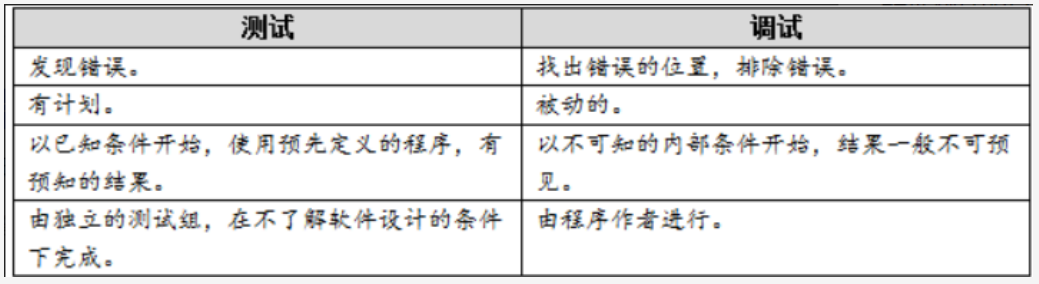 测试 调试
发现错误。 找出错误的位置，排除错误。
有计划。 被动的。
以已知条件开始，使用预先定义的程序，有 以不可知的内部条件开始，结果一般不可预
预知的结果。 见。
由独立的测试组，在不了解软件设计的条件 由程序作者进行。
下完成。